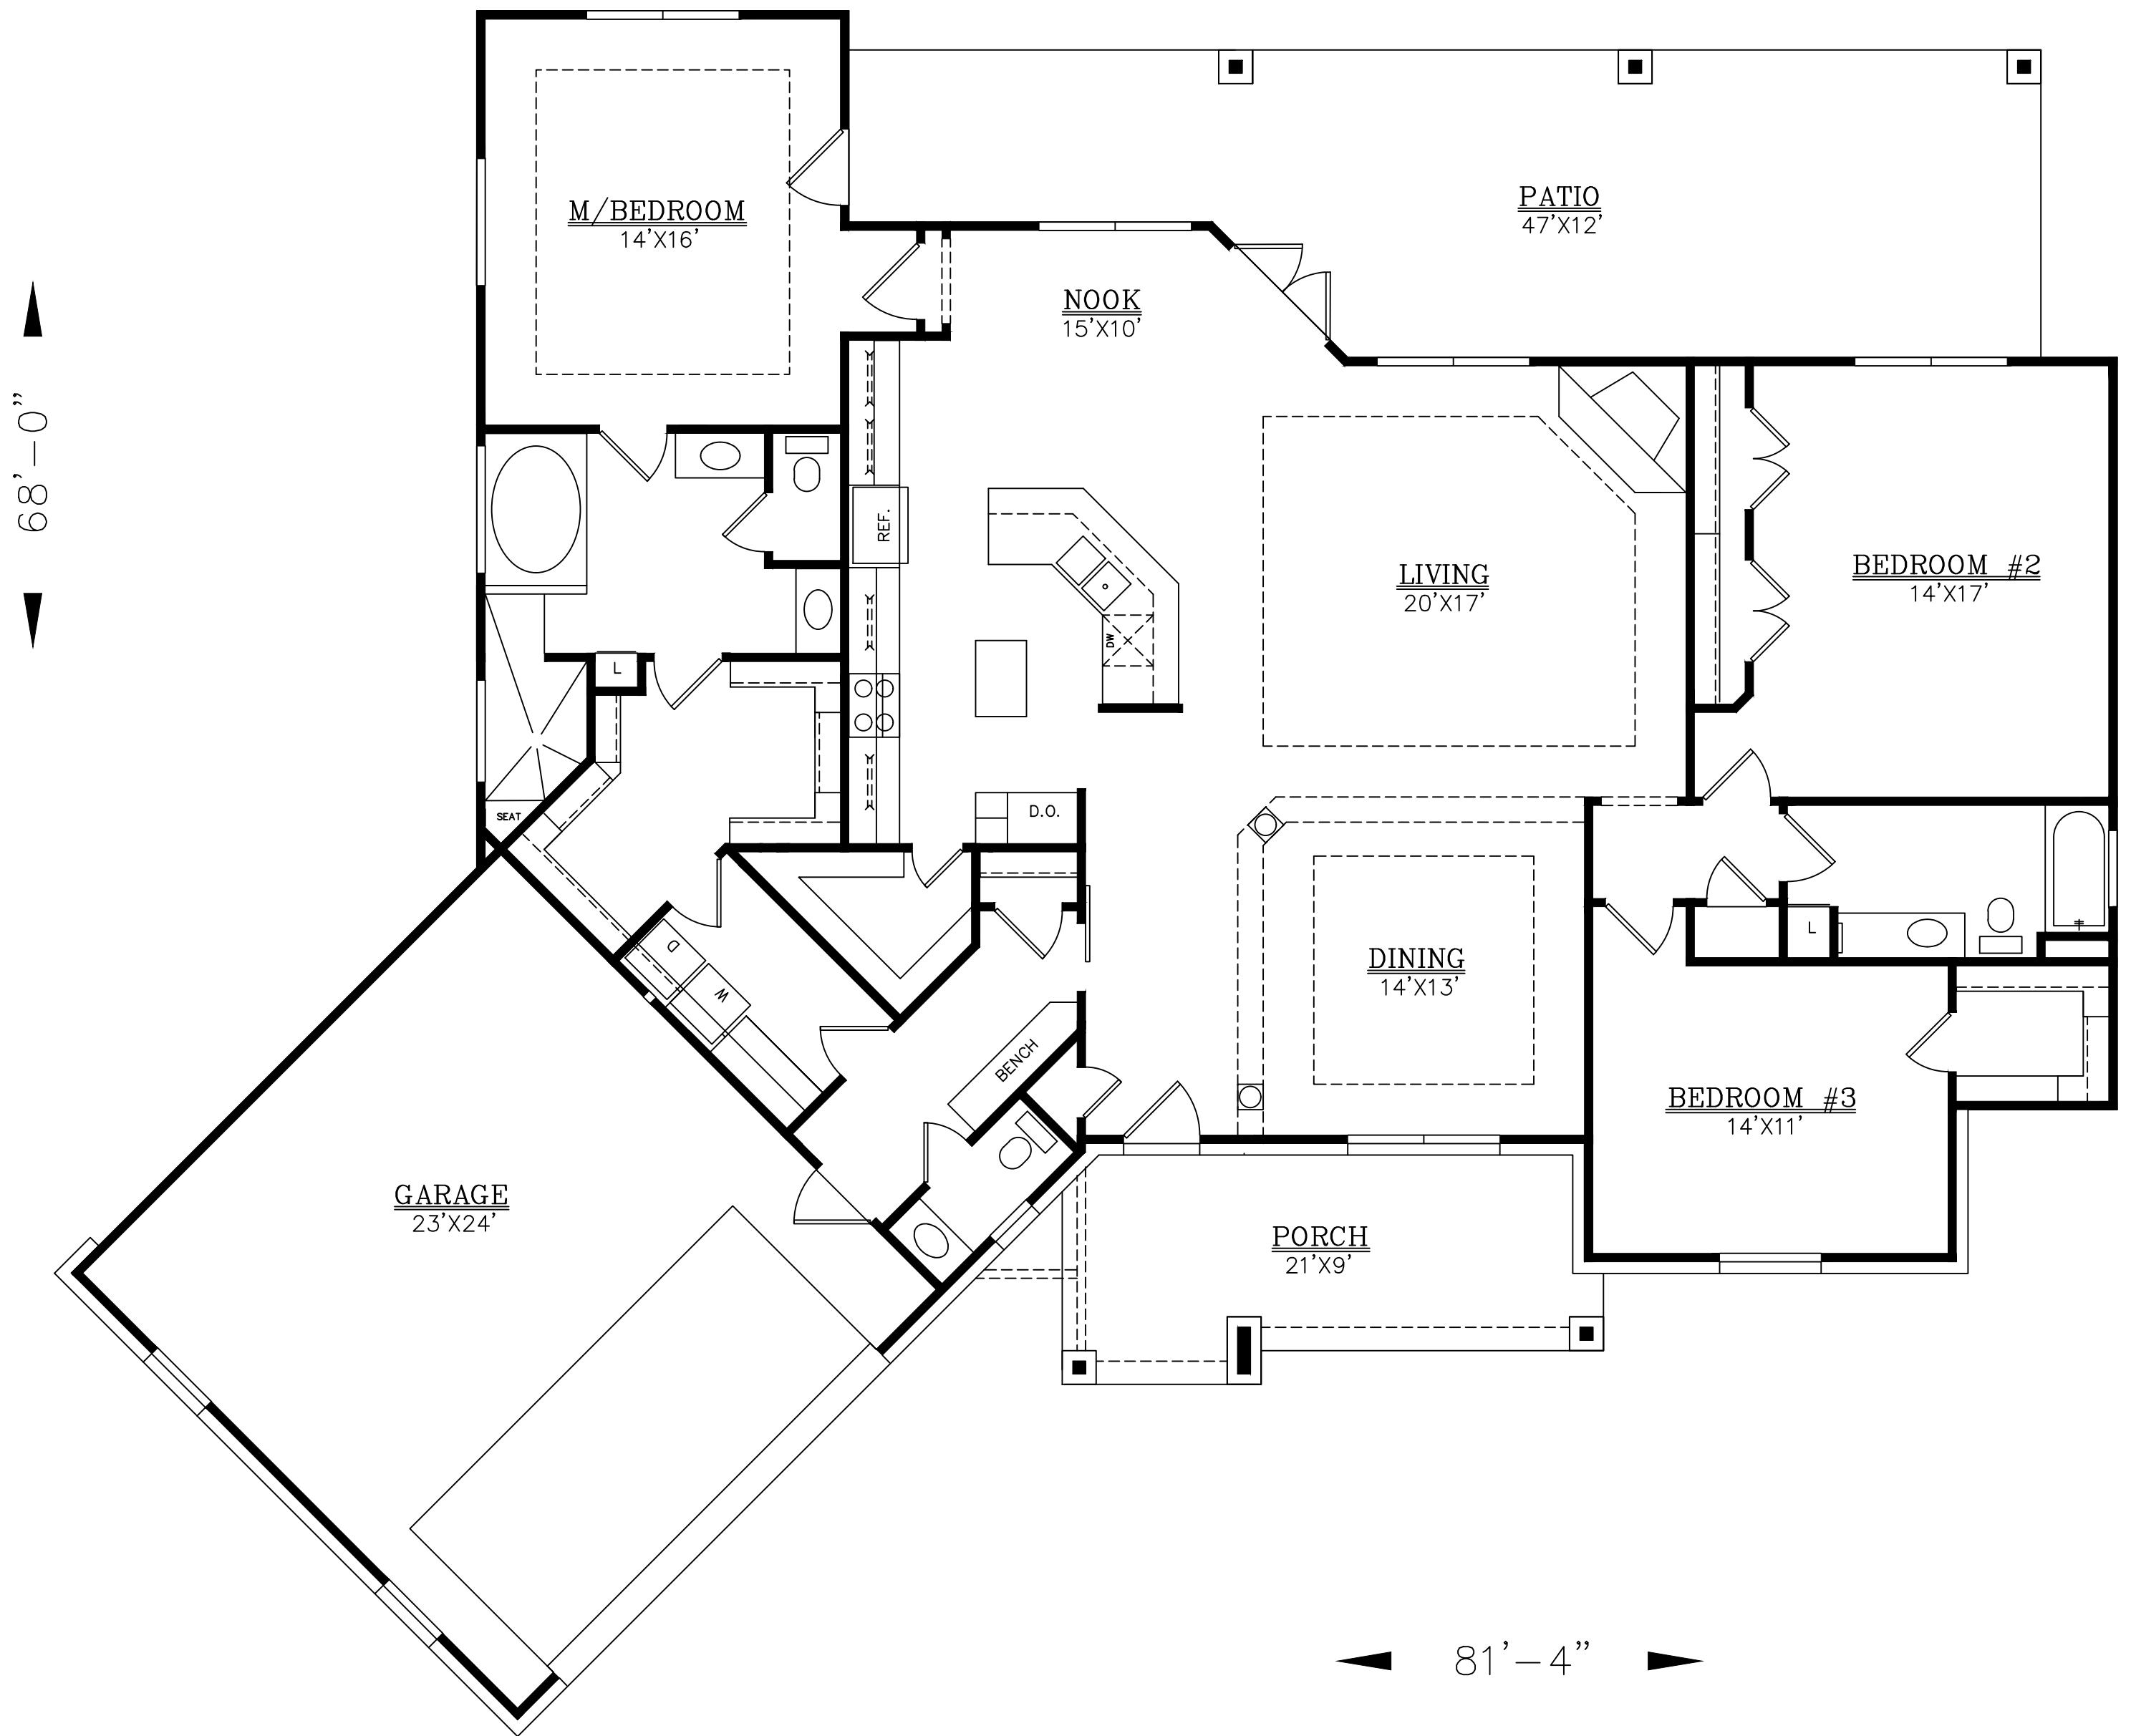 M/BEDROOM
14'X16'
PATIO
47'X12'
NOOK
15'X10'
68'-0"
REF.
DW
LIVING
20'X17'
BEDROOM #2
14'X17'
L
SEAT
D.O.
D
W
L
DINING
14'X13'
BENCH
BEDROOM #3
14'X11'
GARAGE
23'X24'
PORCH
21'X9'
81'-4"